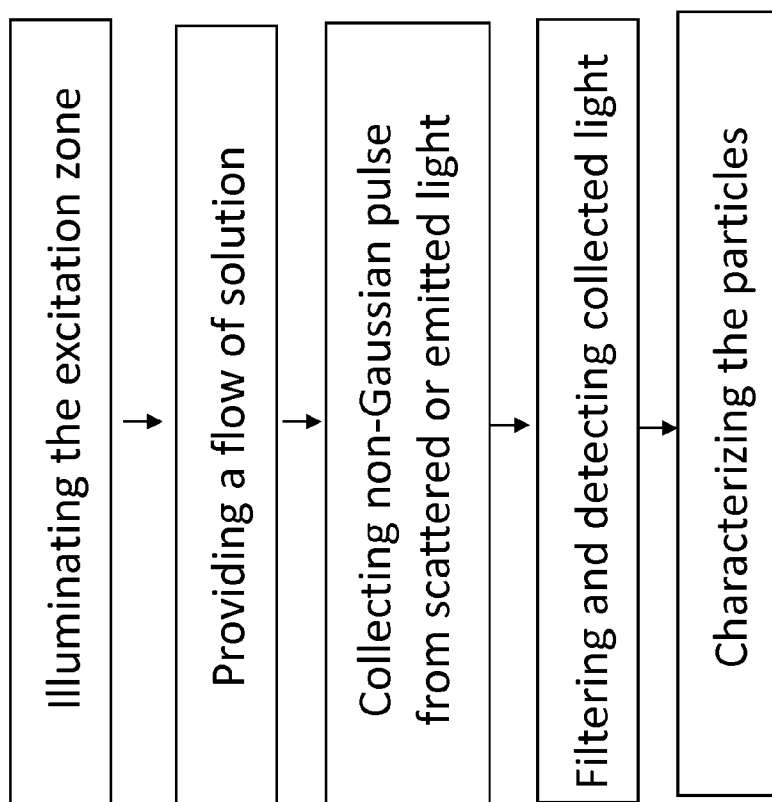 Illuminating the excitation zone
Providing a flow of solution
Collecting non-Gaussian pulse
from scattered or emitted light
Filtering and detecting collected light
Characterizing the particles